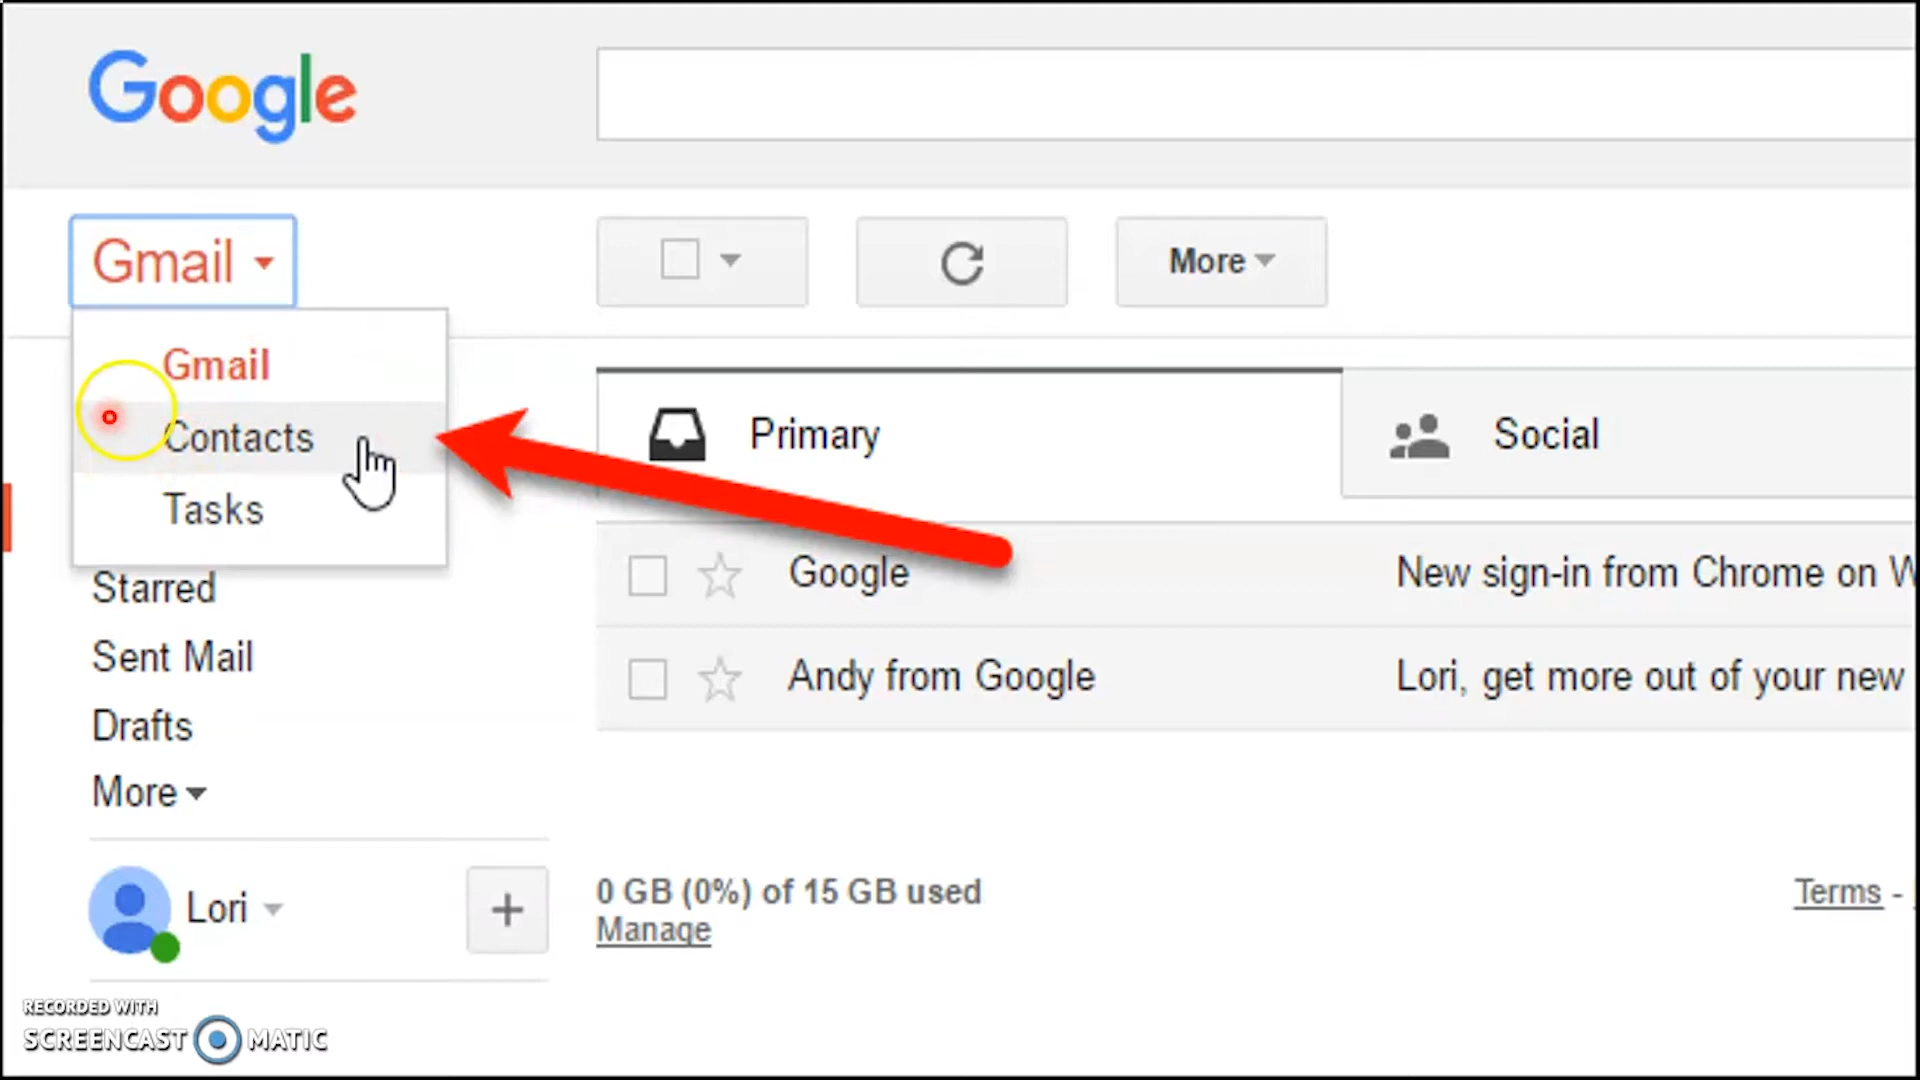 Google
Gmail
More
Gmail
Contacts
Tasks
Primary
Social
Starred
Sent Mail
Drafts
More
Lori
Google
New sign-in from Chrome on W
Andy from Google
Lori, get more out of your new
0 GB (0%) of 15 GB used
Manage
Terms -
RECORDED WITH
SCREENCAST MATIC